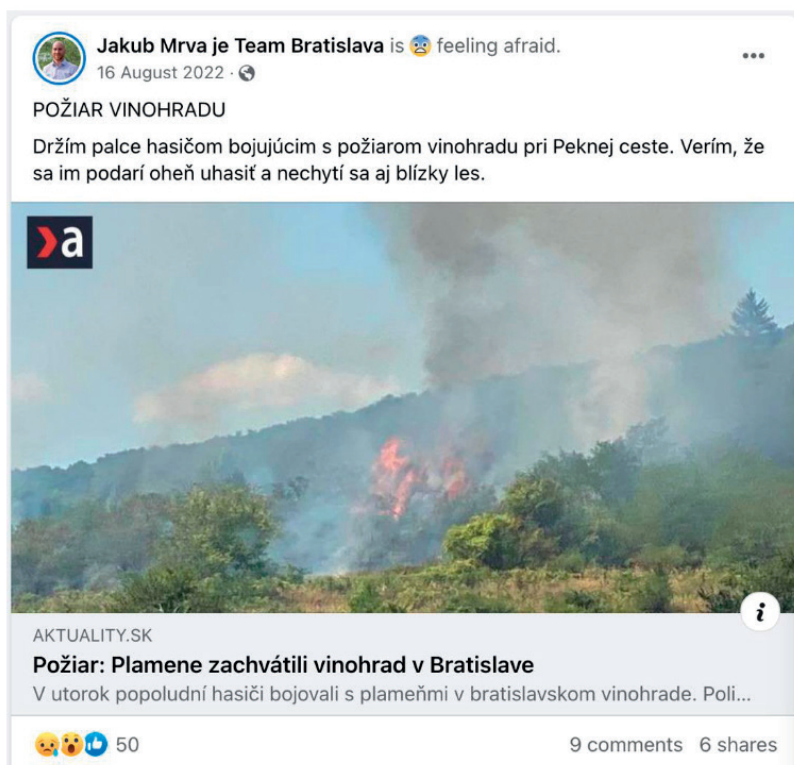 Jakub Mrva je Team Bratislava is 😨 feeling afraid.
16 August 2022 ·
POŽIAR VINOHRADU
Držím palce hasičom bojujúcim s požiarom vinohradu pri Peknej ceste. Verím, že
sa im podarí oheň uhasiť a nechytí sa aj blízky les.
a
AKTUALITY.SK
Požiar: Plamene zachvátili vinohrad v Bratislave
V utorok popoludní hasiči bojovali s plameňmi v bratislavskom vinohrade. Poli...
50
9 comments 6 shares